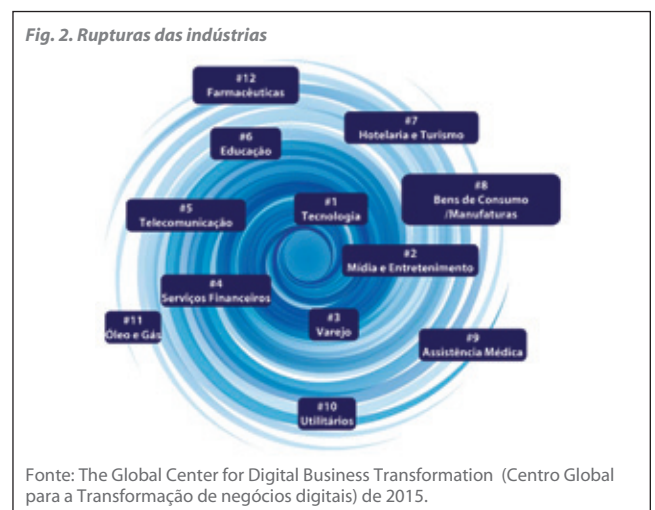 Fig. 2. Rupturas das indústrias
#12
Farmacêuticas
#7
Hotelaria e Turismo
#6
Educação
#8
Bens de Consumo
/Manufaturas
#1
Tecnologia
#5
Telecomunicação
#2
Mídia e Entretenimento
#4
Serviços Financeiros
#3
Varejo
#11
Óleo e Gás
#9
Assistência Médica
#10
Utilitários
Fonte: The Global Center for Digital Business Transformation (Centro Global
para a Transformação de negócios digitais) de 2015.